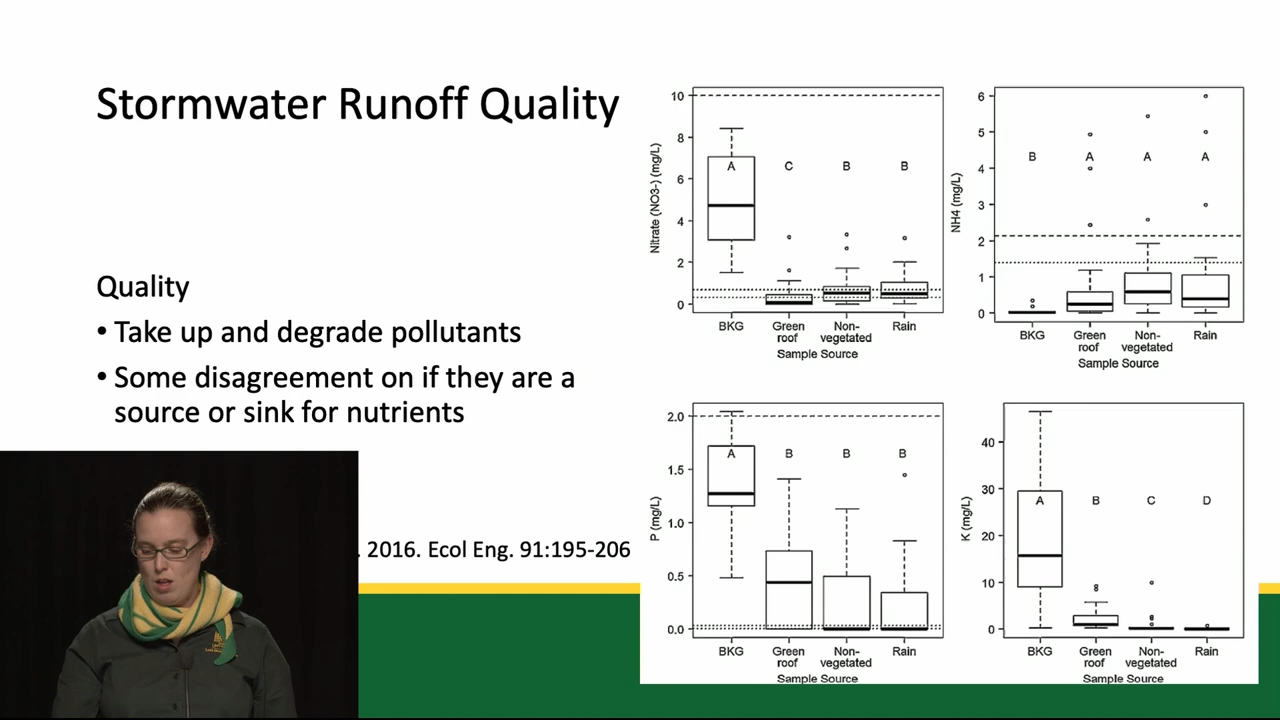 Stormwater Runoff Quality
Quality
• Take up and degrade pollutants
• Some disagreement on if they are a
source or sink for nutrients
. 2016. Ecol Eng. 91:195-206
Nitrate (NO3-) (mg/L)
10
8
6
4
2
0
A
C
B
B
BKG
Green
roof
Non-
vegetated
Rain
Sample Source
NH4 (mg/L)
6
5
4
3
2
1
0
B
A
A
A
BKG
Green
roof
Non-
vegetated
Rain
Sample Source
P (mg/L)
2.0
1.5
1.0
0.5
0.0
A
B
B
B
BKG
Green
roof
Non-
vegetated
Rain
Sample Source
K (mg/L)
40
30
20
10
0
A
B
C
D
BKG
Green
roof
Non-
vegetated
Rain
Sample Source